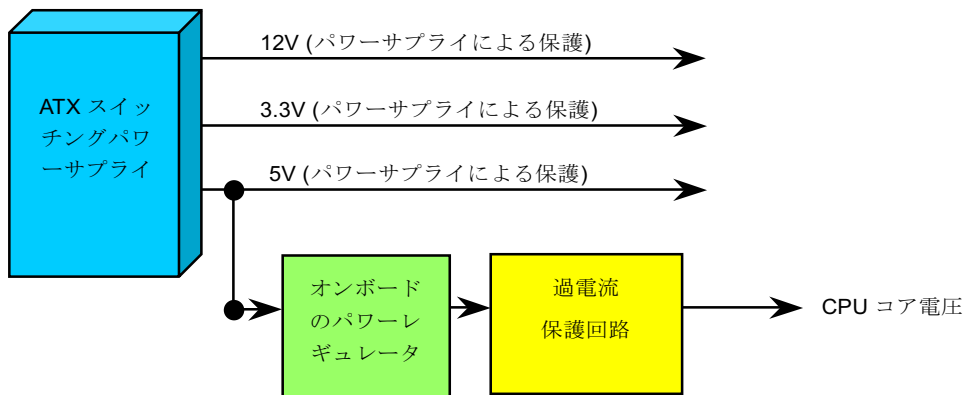 12V (パワーサプライによる保護)
ATX スイッ
チングパワ
ーサプライ
3.3V (パワーサプライによる保護)
5V (パワーサプライによる保護)
オンボード
のパワーレ
ギュレータ
過電流
保護回路
CPU コア電圧